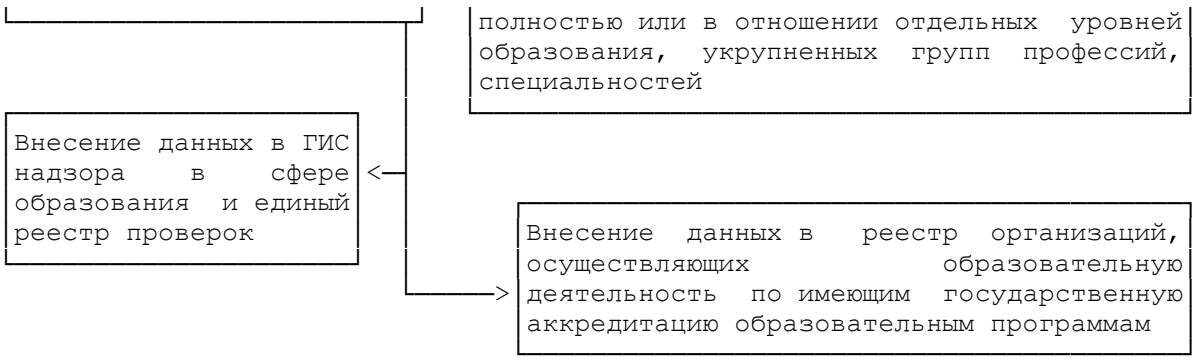 полностью или в отношении отдельных уровней
образования, укрупненных групп профессий,
специальностей
Внесение данных в ГИС
надзора в сфере
образования и единый
реестр проверок
Внесение данных в реестр организаций,
осуществляющих образовательную
деятельность по имеющим государственную
аккредитацию образовательным программам